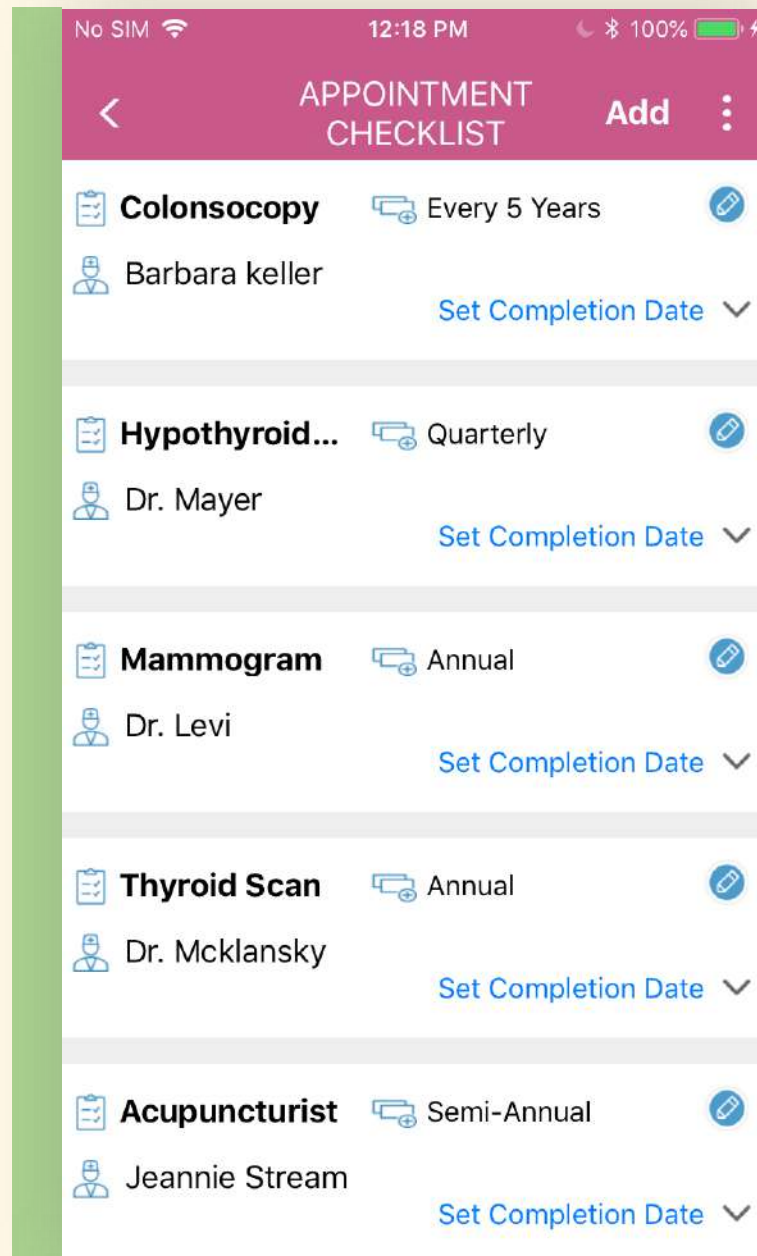 No SIM 12:18 PM 100%
APPOINTMENT
CHECKLIST
Add
Colonsocopy Every 5 Years
Barbara keller
Set Completion Date
Hypothyroid... Quarterly
Dr. Mayer
Set Completion Date
Mammogram Annual
Dr. Levi
Set Completion Date
Thyroid Scan Annual
Dr. Mcklansky
Set Completion Date
Acupuncturist Semi-Annual
Jeannie Stream
Set Completion Date